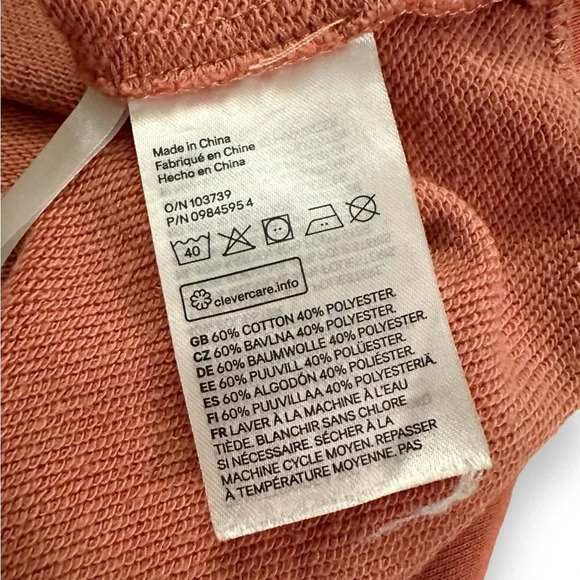 Made in China
Fabriqué en Chine
Hecho en China
O/N 103739
P/N 0984595 4
40
clevercare.info
GB 60% COTTON 40% POLYESTER.
CZ 60% BAVLNA 40% POLYESTER.
DE 60% BAUMWOLLE 40% POLYESTER.
EE 60% PUUVILL 40% POLÜESTER.
ES 60% ALGODÓN 40% POLIÉSTER.
FI 60% PUUVILLAA 40% POLYESTERIÄ.
FR LAVER À LA MACHINE À L'EAU
TIÈDE. BLANCHIR SANS CHLORE
SI NÉCESSAIRE. SÉCHER À LA
MACHINE CYCLE MOYEN. REPASSER
À TEMPÉRATURE MOYENNE. PAS